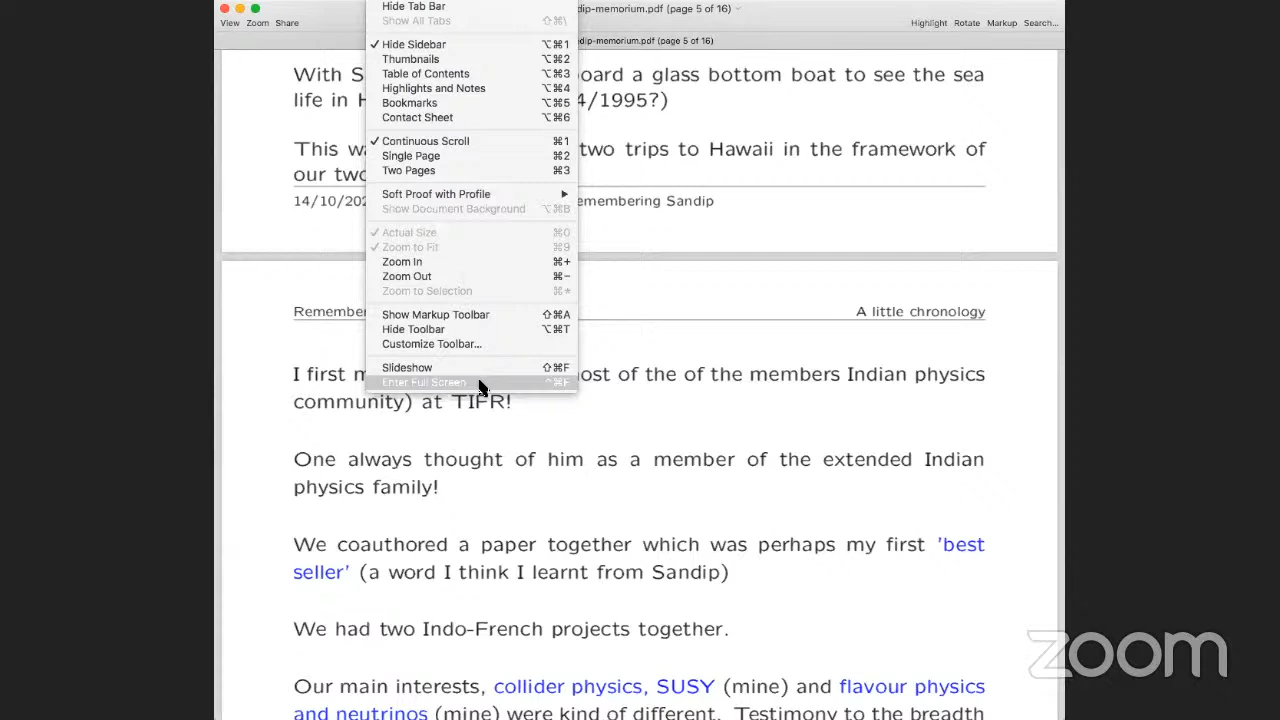 Hide Tab Bar
dip-memorium.pdf (page 5 of 16)
Show All Tabs ⇧⌘\
View Zoom Share
Highlight Rotate Markup Search...
dip-memorium.pdf (page 5 of 16)
✓ Hide Sidebar ⌥⌘1
Thumbnails ⌥⌘2
Table of Contents ⌥⌘3
Highlights and Notes ⌥⌘4
Bookmarks ⌥⌘5
Contact Sheet ⌥⌘6
✓ Continuous Scroll ⌘1
Single Page ⌘2
Two Pages ⌘3
Soft Proof with Profile ▶
Show Document Background ⌥⌘B
✓ Actual Size ⌘0
✓ Zoom to Fit ⌘9
Zoom In ⌘+
Zoom Out ⌘−
Zoom to Selection ⌘*
Show Markup Toolbar ⇧⌘A
Hide Toolbar ⌥⌘T
Customize Toolbar...
Slideshow ⇧⌘F
Enter Full Screen ^⌘F
With S oard a glass bottom boat to see the sea
life in H 4/1995?)
This wa two trips to Hawaii in the framework of
our two
14/10/202 emembering Sandip
Remember A little chronology
I first m ost of the of the members Indian physics
community) at TIFR!
One always thought of him as a member of the extended Indian
physics family!
We coauthored a paper together which was perhaps my first 'best
seller' (a word I think I learnt from Sandip)
We had two Indo-French projects together.
Our main interests, collider physics, SUSY (mine) and flavour physics
and neutrinos (mine) were kind of different. Testimony to the breadth
zoom